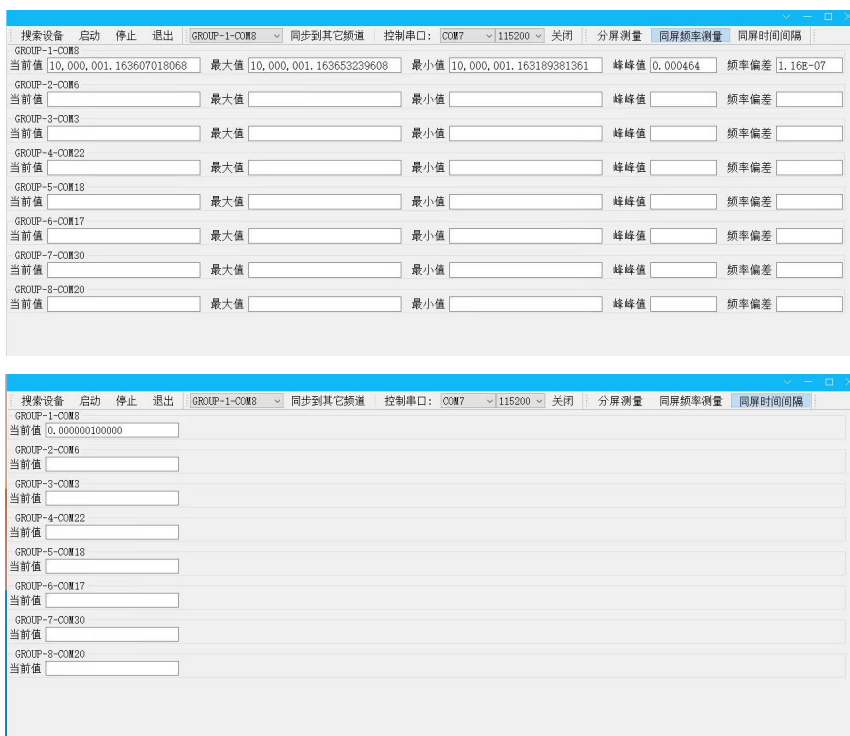 搜索设备 启动 停止 退出 GROUP-1-COM8 同步到其它频道 控制串口: COM7 115200 关闭 分屏测量 同屏频率测量 同屏时间间隔
GROUP-1-COM8
当前值 10,000,001.163607018068 最大值 10,000,001.163653239608 最小值 10,000,001.163189381361 峰峰值 0.000464 频率偏差 1.16E-07
GROUP-2-COM6
当前值 最大值 最小值 峰峰值 频率偏差
GROUP-3-COM3
当前值 最大值 最小值 峰峰值 频率偏差
GROUP-4-COM22
当前值 最大值 最小值 峰峰值 频率偏差
GROUP-5-COM18
当前值 最大值 最小值 峰峰值 频率偏差
GROUP-6-COM17
当前值 最大值 最小值 峰峰值 频率偏差
GROUP-7-COM30
当前值 最大值 最小值 峰峰值 频率偏差
GROUP-8-COM20
当前值 最大值 最小值 峰峰值 频率偏差
搜索设备 启动 停止 退出 GROUP-1-COM8 同步到其它频道 控制串口: COM7 115200 关闭 分屏测量 同屏频率测量 同屏时间间隔
GROUP-1-COM8
当前值 0.000000100000
GROUP-2-COM6
当前值
GROUP-3-COM3
当前值
GROUP-4-COM22
当前值
GROUP-5-COM18
当前值
GROUP-6-COM17
当前值
GROUP-7-COM30
当前值
GROUP-8-COM20
当前值